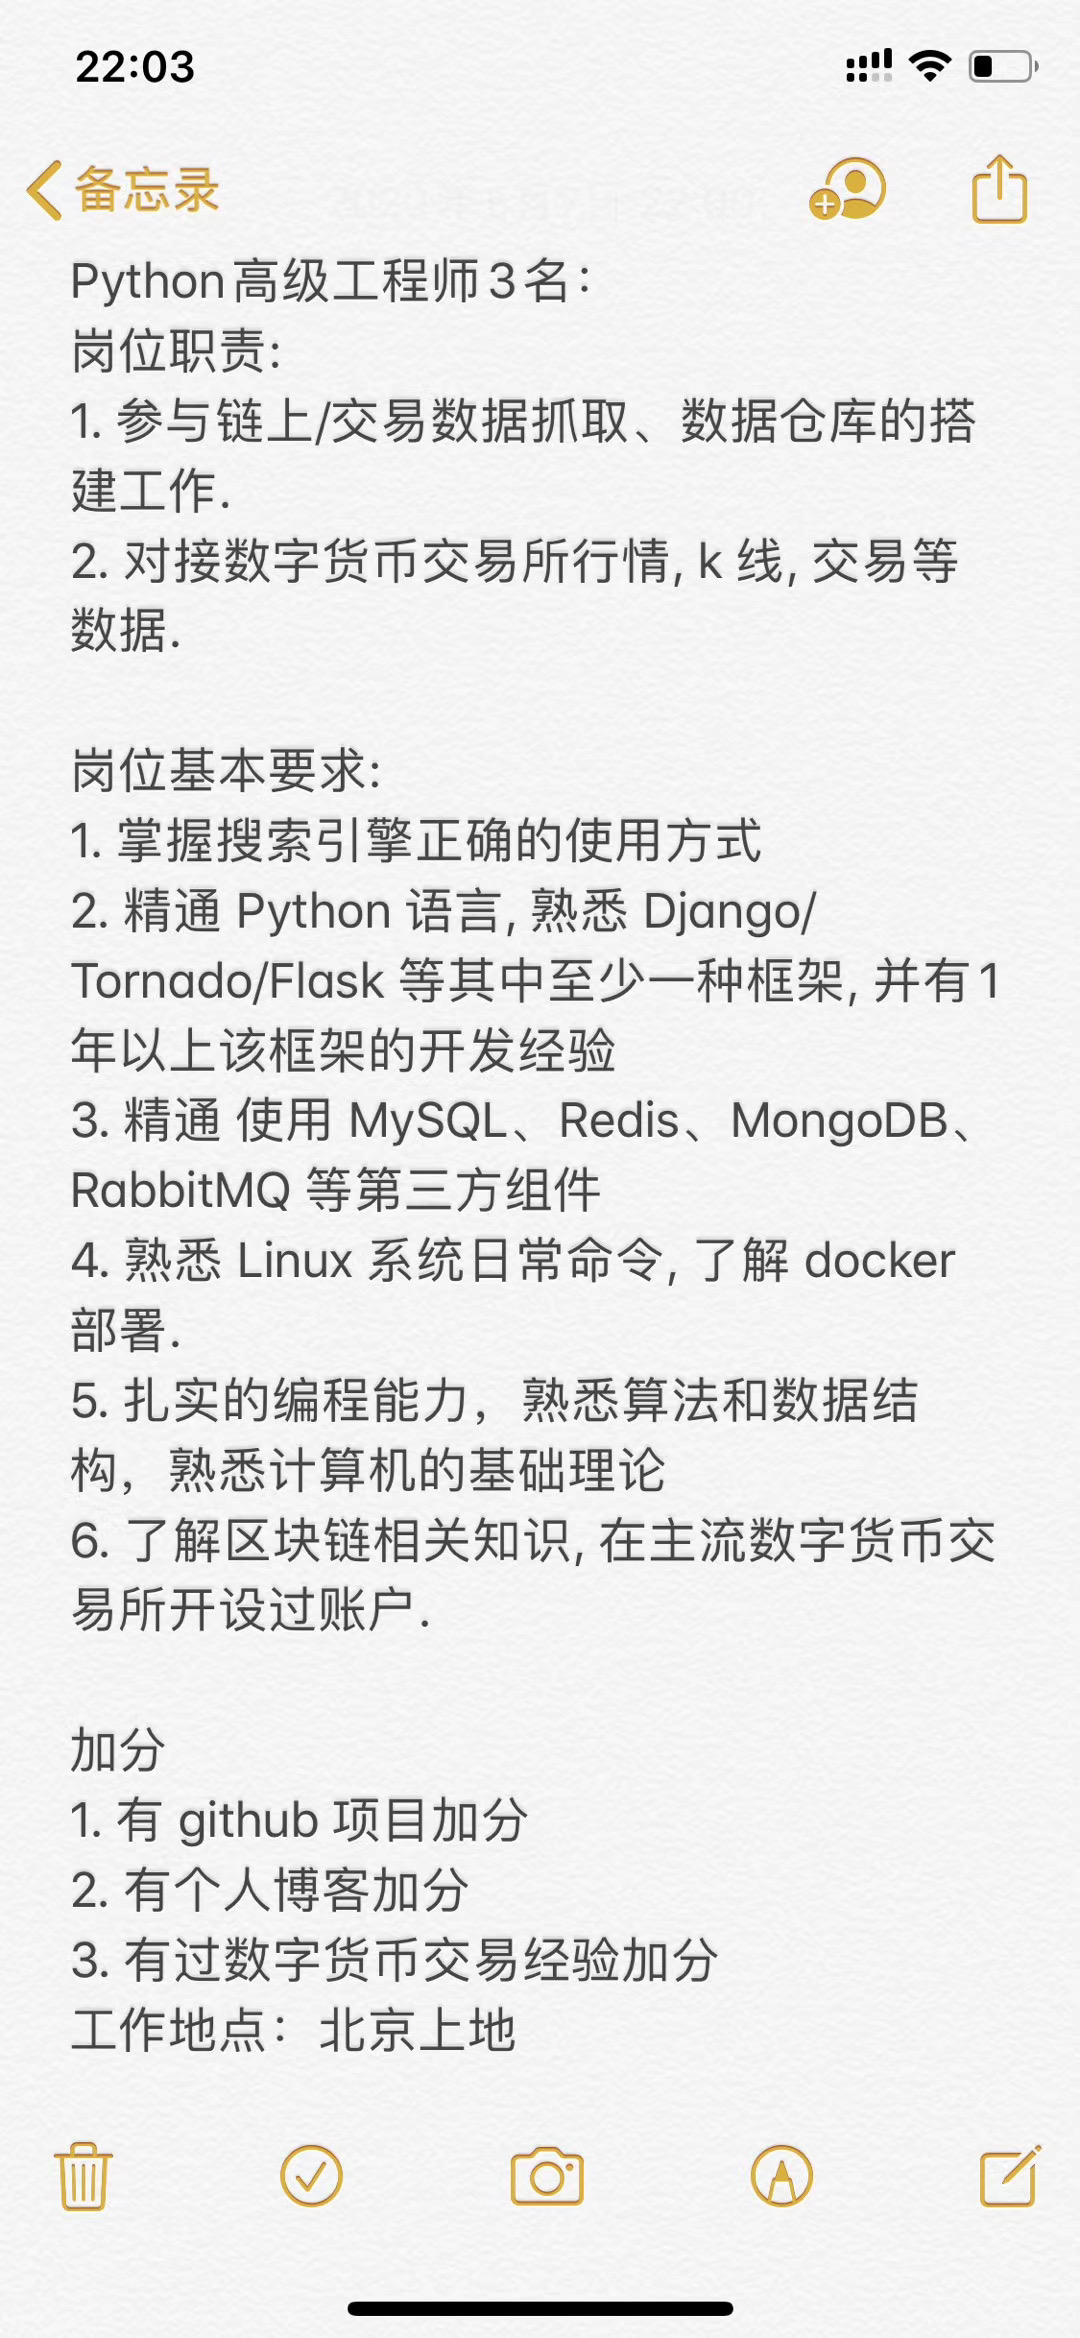 22:03
备忘录
Python高级工程师3名：
岗位职责:
1. 参与链上/交易数据抓取、数据仓库的搭
建工作.
2. 对接数字货币交易所行情, k 线, 交易等
数据.
岗位基本要求:
1. 掌握搜索引擎正确的使用方式
2. 精通 Python 语言, 熟悉 Django/
Tornado/Flask 等其中至少一种框架, 并有1
年以上该框架的开发经验
3. 精通 使用 MySQL、Redis、MongoDB、
RabbitMQ 等第三方组件
4. 熟悉 Linux 系统日常命令, 了解 docker
部署.
5. 扎实的编程能力，熟悉算法和数据结
构，熟悉计算机的基础理论
6. 了解区块链相关知识, 在主流数字货币交
易所开设过账户.
加分
1. 有 github 项目加分
2. 有个人博客加分
3. 有过数字货币交易经验加分
工作地点：北京上地